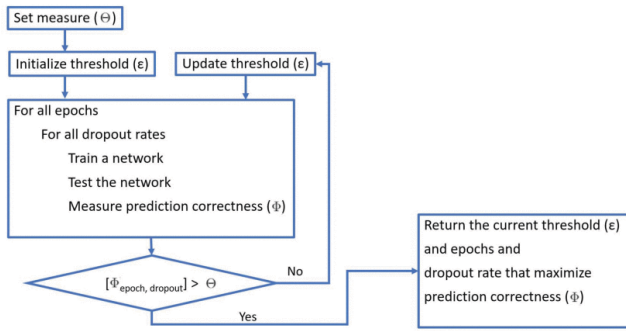 Set measure (Θ)
Initialize threshold (ε)
Update threshold (ε)
For all epochs
For all dropout rates
Train a network
Test the network
Measure prediction correctness (Φ)
[Φepoch, dropout] > Θ
No
Yes
Return the current threshold (ε)
and epochs and
dropout rate that maximize
prediction correctness (Φ)